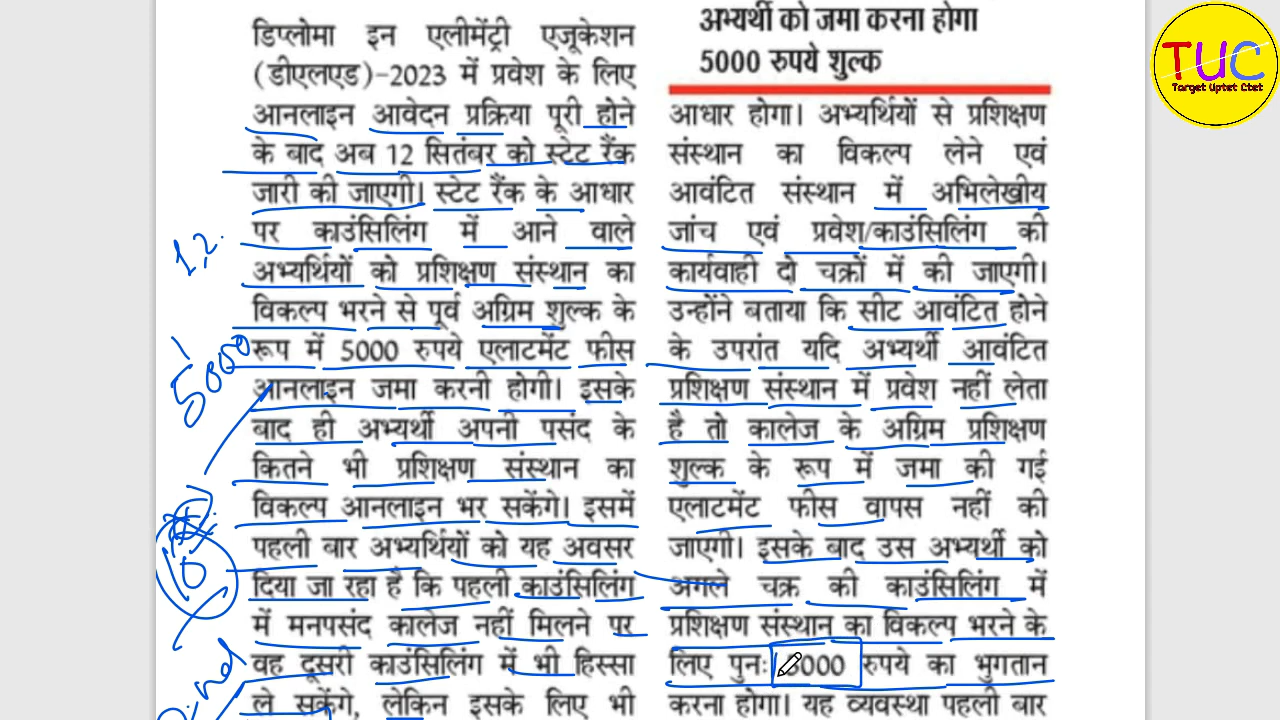 डिप्लोमा इन एलीमेंट्री एजूकेशन
(डीएलएड)-2023 में प्रवेश के लिए
आनलाइन आवेदन प्रक्रिया पूरी होने
के बाद अब 12 सितंबर को स्टेट रैंक
जारी की जाएगी। स्टेट रैंक के आधार
पर काउंसिलिंग में आने वाले
अभ्यर्थियों को प्रशिक्षण संस्थान का
विकल्प भरने से पूर्व अग्रिम शुल्क के
रूप में 5000 रुपये एलाटमेंट फीस
आनलाइन जमा करनी होगी। इसके
बाद ही अभ्यर्थी अपनी पसंद के
कितने भी प्रशिक्षण संस्थान का
विकल्प आनलाइन भर सकेंगे। इसमें
पहली बार अभ्यर्थियों को यह अवसर
दिया जा रहा है कि पहली काउंसिलिंग
में मनपसंद कालेज नहीं मिलने पर
वह दूसरी काउंसिलिंग में भी हिस्सा
ले सकेंगे, लेकिन इसके लिए भी
अभ्यर्थी को जमा करना होगा
5000 रुपये शुल्क
आधार होगा। अभ्यर्थियों से प्रशिक्षण
संस्थान का विकल्प लेने एवं
आवंटित संस्थान में अभिलेखीय
जांच एवं प्रवेश/काउंसिलिंग की
कार्यवाही दो चक्रों में की जाएगी।
उन्होंने बताया कि सीट आवंटित होने
के उपरांत यदि अभ्यर्थी आवंटित
प्रशिक्षण संस्थान में प्रवेश नहीं लेता
है तो कालेज के अग्रिम प्रशिक्षण
शुल्क के रूप में जमा की गई
एलाटमेंट फीस वापस नहीं की
जाएगी। इसके बाद उस अभ्यर्थी को
अगले चक्र की काउंसिलिंग में
प्रशिक्षण संस्थान का विकल्प भरने के
लिए पुनः रुपये का भुगतान
करना होगा। यह व्यवस्था पहली बार
1,2.
5000
10
TUC
Target Uptet Ctet